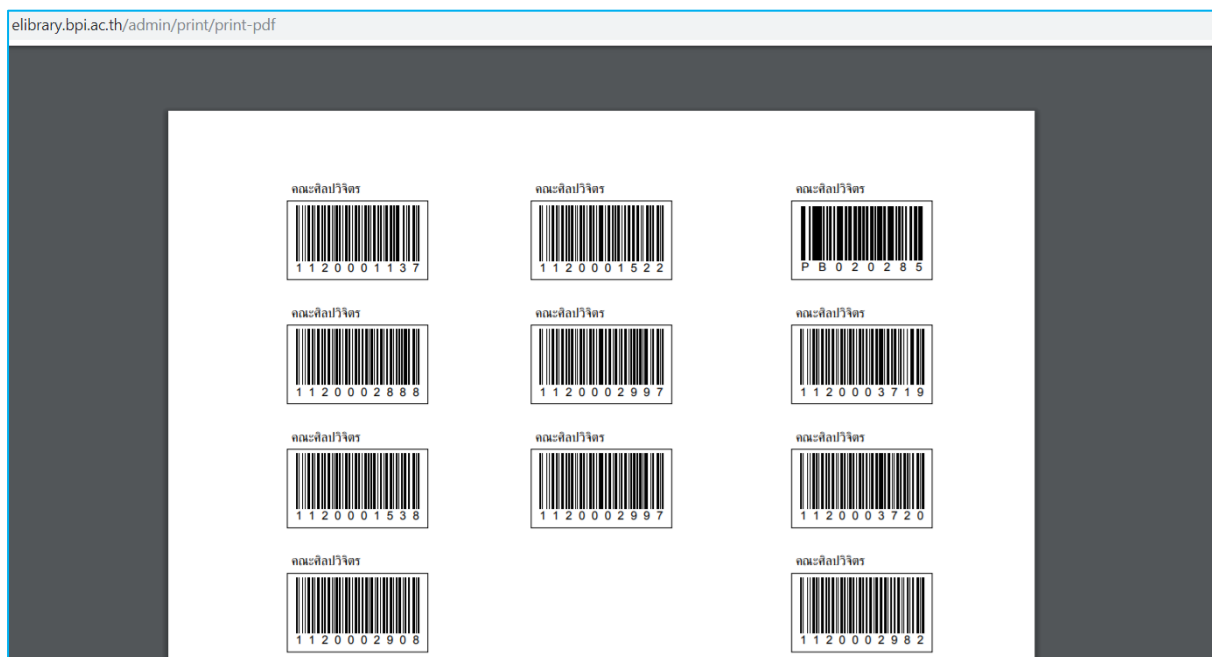 elibrary.bpi.ac.th/admin/print/print-pdf
คณะศิลปวิจิตร คณะศิลปวิจิตร คณะศิลปวิจิตร
1120001137 1120001522 PB020285
คณะศิลปวิจิตร คณะศิลปวิจิตร คณะศิลปวิจิตร
1120002888 1120002997 1120003719
คณะศิลปวิจิตร คณะศิลปวิจิตร คณะศิลปวิจิตร
1120001538 1120002997 1120003720
คณะศิลปวิจิตร คณะศิลปวิจิตร
1120002908 1120002982